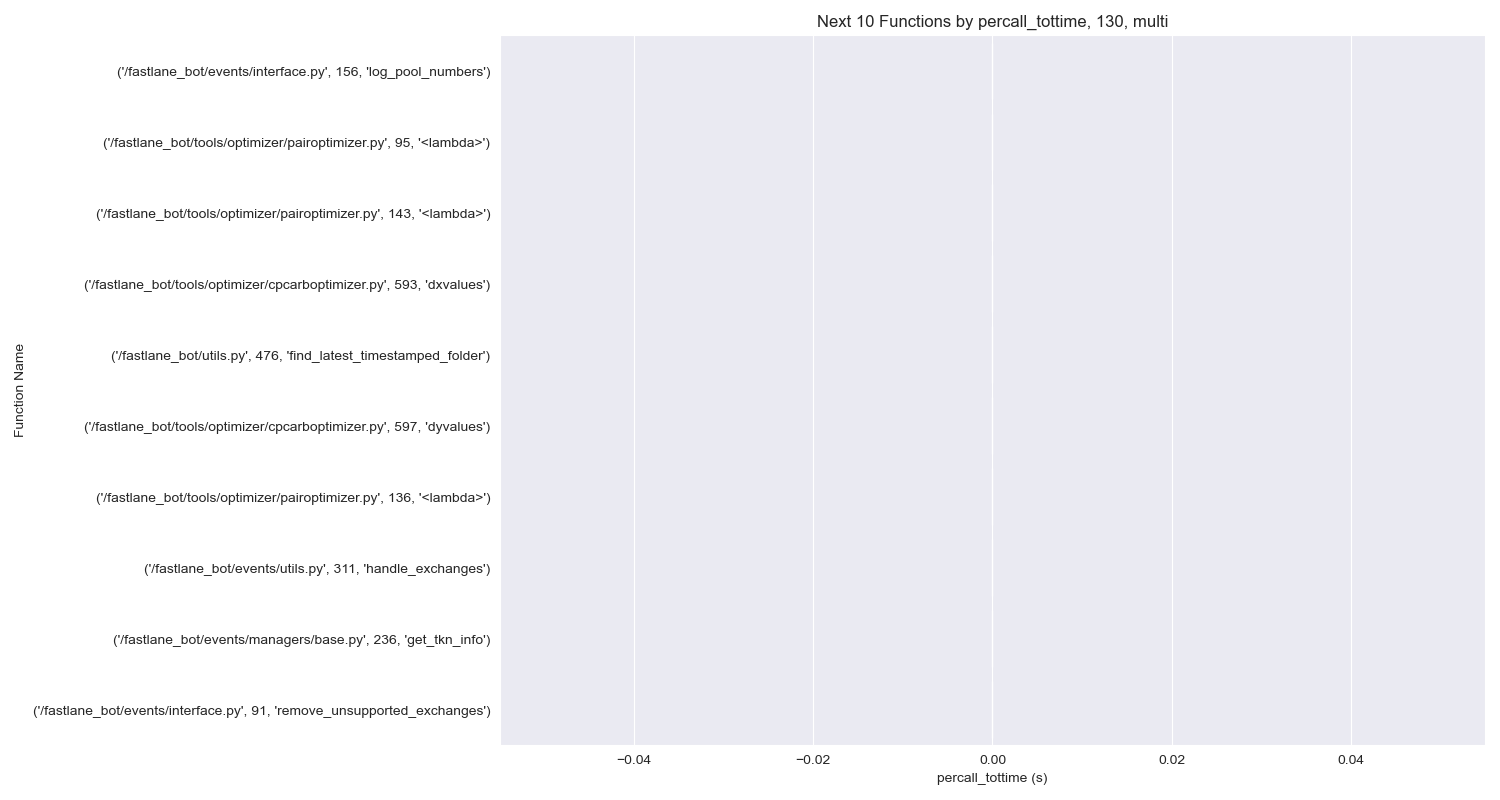 Next 10 Functions by percall_tottime, 130, multi
('/fastlane_bot/events/interface.py', 156, 'log_pool_numbers')
('/fastlane_bot/tools/optimizer/pairoptimizer.py', 95, '<lambda>')
('/fastlane_bot/tools/optimizer/pairoptimizer.py', 143, '<lambda>')
('/fastlane_bot/tools/optimizer/cpcarboptimizer.py', 593, 'dxvalues')
('/fastlane_bot/utils.py', 476, 'find_latest_timestamped_folder')
Function Name
('/fastlane_bot/tools/optimizer/cpcarboptimizer.py', 597, 'dyvalues')
('/fastlane_bot/tools/optimizer/pairoptimizer.py', 136, '<lambda>')
('/fastlane_bot/events/utils.py', 311, 'handle_exchanges')
('/fastlane_bot/events/managers/base.py', 236, 'get_tkn_info')
('/fastlane_bot/events/interface.py', 91, 'remove_unsupported_exchanges')
−0.04 −0.02 0.00 0.02 0.04
percall_tottime (s)